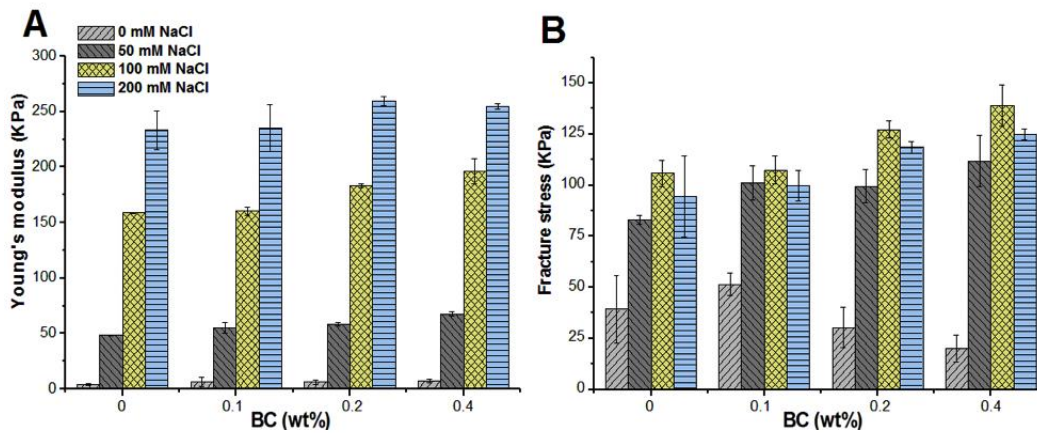 A
0 mM NaCl
50 mM NaCl
100 mM NaCl
200 mM NaCl
Young's modulus (KPa)
300
250
200
150
100
50
0
0 0.1 0.2 0.4
BC (wt%)
B
Fracture stress (KPa)
150
125
100
75
50
25
0
0 0.1 0.2 0.4
BC (wt%)